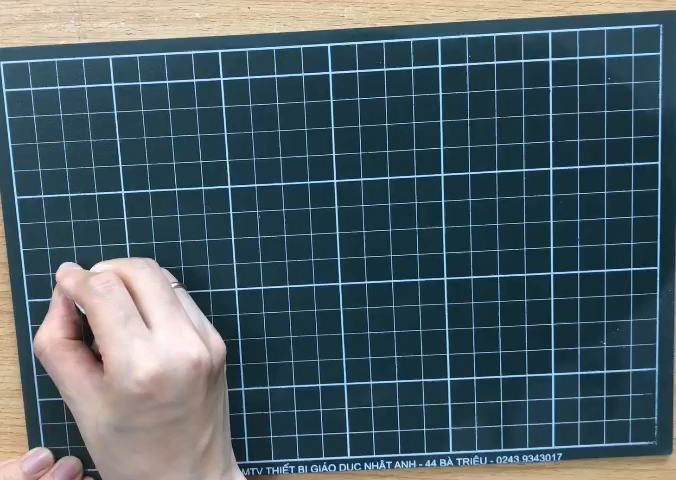 MTV THIẾT BỊ GIÁO DỤC NHẬT ANH - 44 BÀ TRIỆU - 0243 9343017